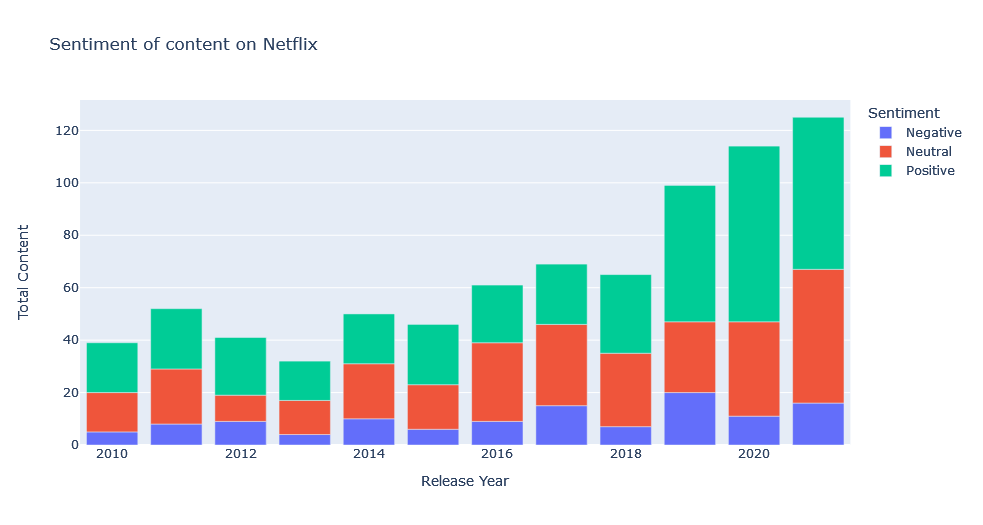 Sentiment of content on Netflix
Sentiment
Negative
Neutral
Positive
Total Content
120
100
80
60
40
20
0
2010 2012 2014 2016 2018 2020
Release Year